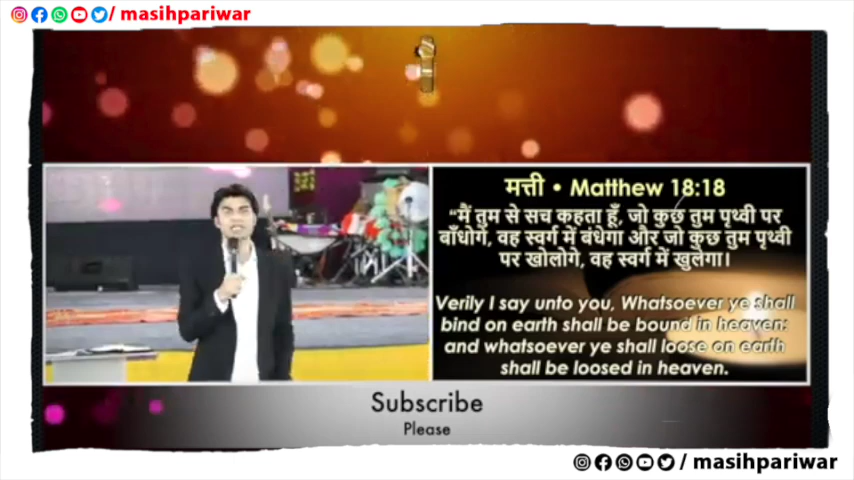 / masihpariwar
मत्ती • Matthew 18:18
“मैं तुम से सच कहता हूँ, जो कुछ तुम पृथ्वी पर
बाँधोगे, वह स्वर्ग में बंधेगा और जो कुछ तुम पृथ्वी
पर खोलोगे, वह स्वर्ग में खुलेगा।
Verily I say unto you, Whatsoever ye shall
bind on earth shall be bound in heaven:
and whatsoever ye shall loose on earth
shall be loosed in heaven.
Subscribe
Please
/ masihpariwar